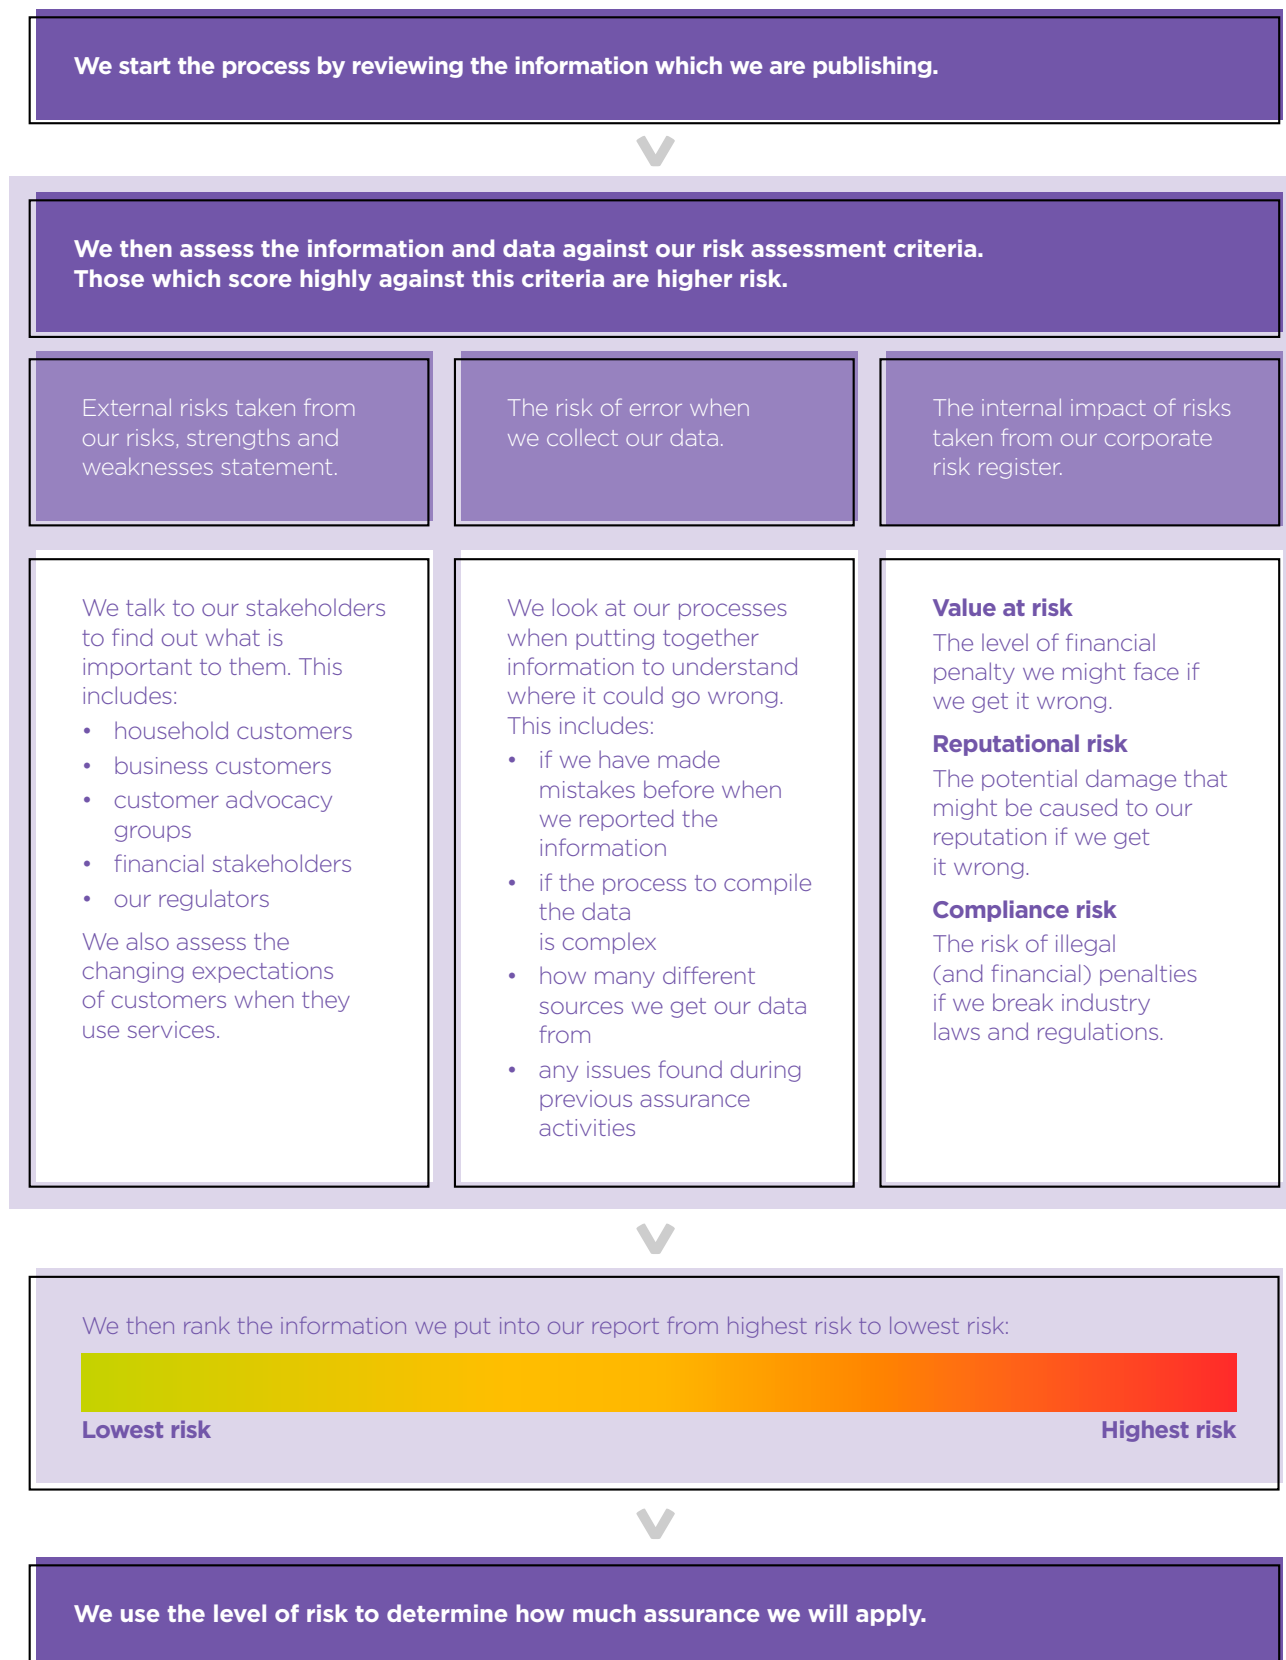 We start the process by reviewing the information which we are publishing.
We then assess the information and data against our risk assessment criteria.
Those which score highly against this criteria are higher risk.
External risks taken from
our risks, strengths and
weaknesses statement.
The risk of error when
we collect our data.
The internal impact of risks
taken from our corporate
risk register.
We talk to our stakeholders
to find out what is
important to them. This
includes:
• household customers
• business customers
• customer advocacy
groups
• financial stakeholders
• our regulators
We also assess the
changing expectations
of customers when they
use services.
We look at our processes
when putting together
information to understand
where it could go wrong.
This includes:
• if we have made
mistakes before when
we reported the
information
• if the process to compile
the data
is complex
• how many different
sources we get our data
from
• any issues found during
previous assurance
activities
Value at risk
The level of financial
penalty we might face if
we get it wrong.
Reputational risk
The potential damage that
might be caused to our
reputation if we get
it wrong.
Compliance risk
The risk of illegal
(and financial) penalties
if we break industry
laws and regulations.
We then rank the information we put into our report from highest risk to lowest risk:
Lowest risk
Highest risk
We use the level of risk to determine how much assurance we will apply.